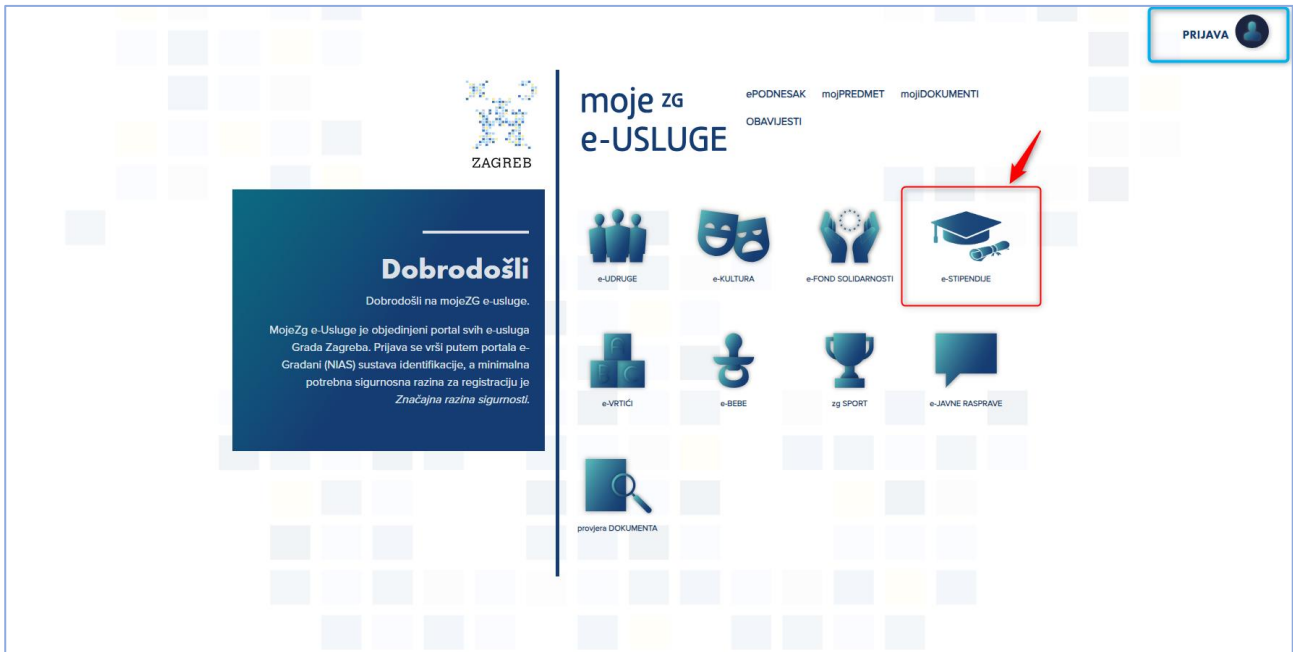 PRIJAVA
ZAGREB
moje ZG
e-USLUGE
ePODNESAK mojPREDMET mojiDOKUMENTI
OBAVIJESTI
Dobrodošli
Dobrodošli na mojeZG e-usluge.
MojeZg e-Usluge je objedinjeni portal svih e-usluga
Grada Zagreba. Prijava se vrši putem portala e-
Gradani (NIAS) sustava identifikacije, a minimalna
potrebna sigurnosna razina za registraciju je
Značajna razina sigurnosti.
e-UDRUGE e-KULTURA e-FOND SOLIDARNOSTI e-STIPENDIJE
A
B C
e-VRTIĆI e-BEBE zg SPORT e-JAVNE RASPRAVE
provjera DOKUMENTA